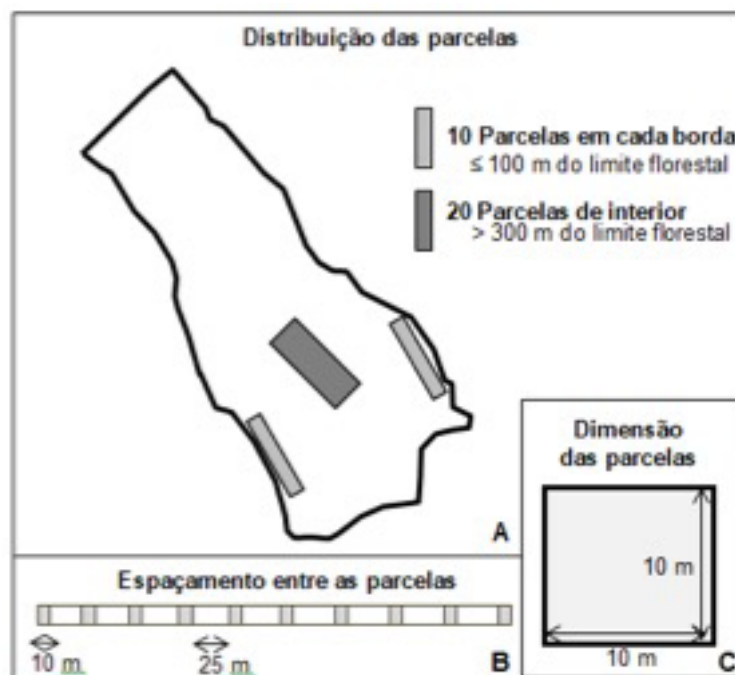 Distribuição das parcelas
10 Parcelas em cada borda
≤ 100 m do limite florestal
20 Parcelas de interior
> 300 m do limite florestal
A
Espaçamento entre as parcelas
10 m
25 m
B
Dimensão
das parcelas
10 m
10 m
C